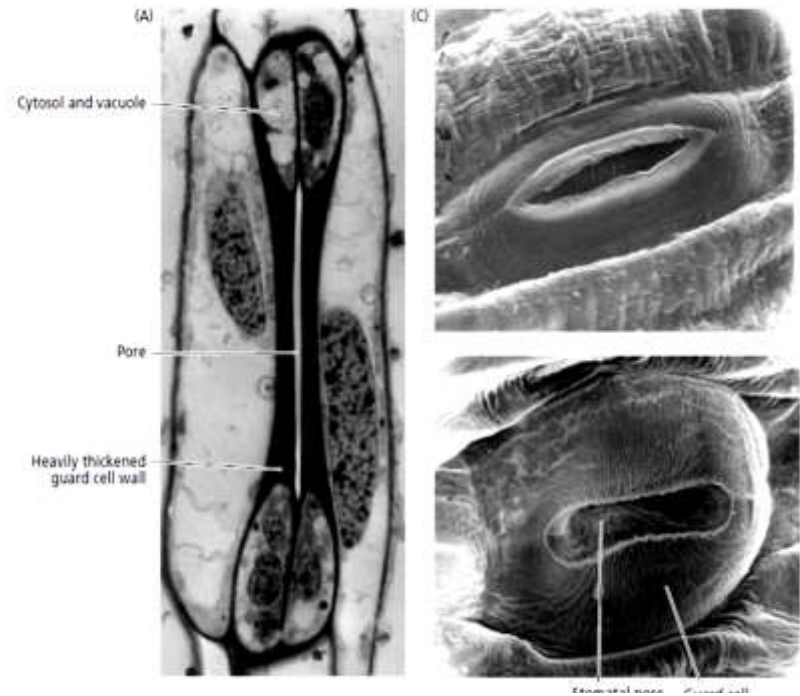 (A)
(C)
Cytosol and vacuole
Pore
Heavily thickened
guard cell wall
Stomatal pore
Guard cell